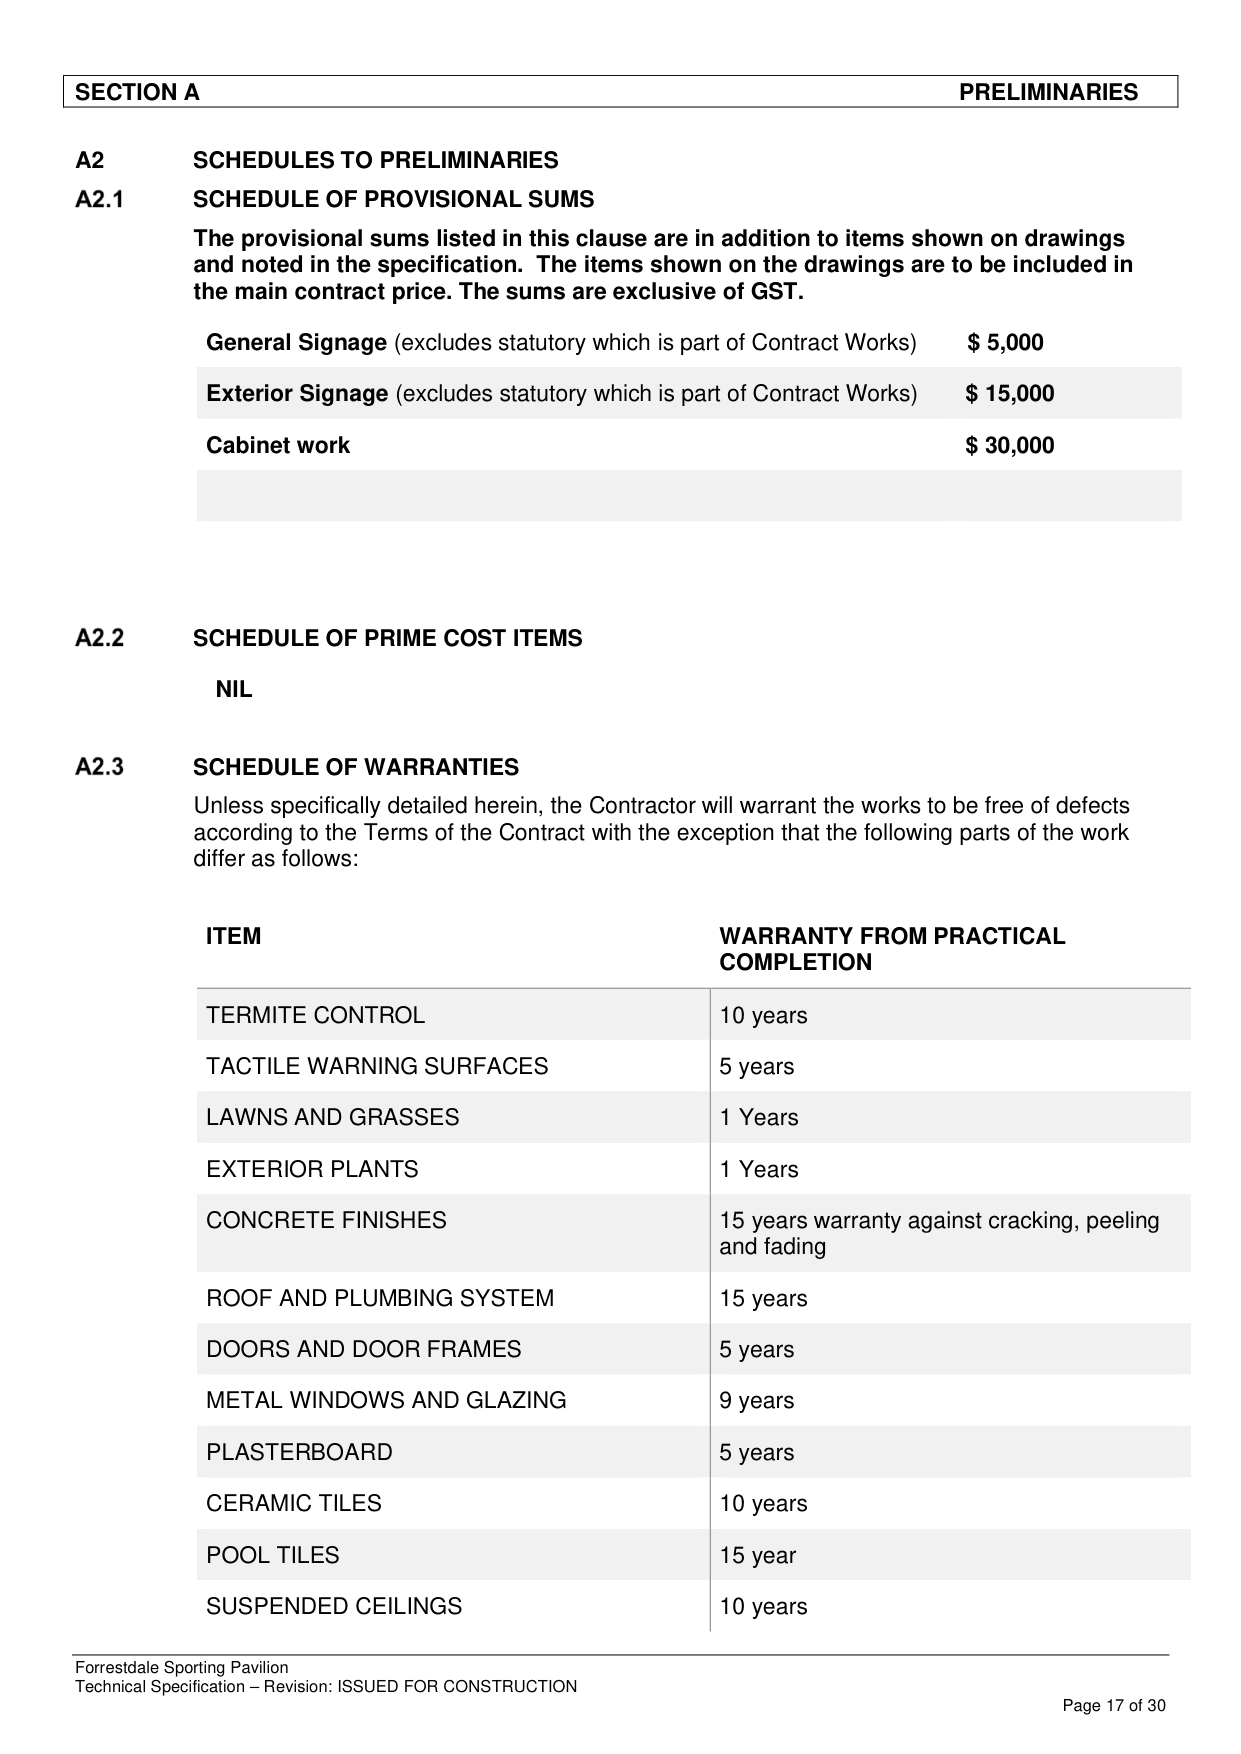 SECTION A PRELIMINARIES
A2 SCHEDULES TO PRELIMINARIES
A2.1 SCHEDULE OF PROVISIONAL SUMS
The provisional sums listed in this clause are in addition to items shown on drawings
and noted in the specification.  The items shown on the drawings are to be included in
the main contract price. The sums are exclusive of GST.
General Signage (excludes statutory which is part of Contract Works) $ 5,000
Exterior Signage (excludes statutory which is part of Contract Works) $ 15,000
Cabinet work $ 30,000
A2.2 SCHEDULE OF PRIME COST ITEMS
NIL
A2.3 SCHEDULE OF WARRANTIES
Unless specifically detailed herein, the Contractor will warrant the works to be free of defects
according to the Terms of the Contract with the exception that the following parts of the work
differ as follows:
ITEM WARRANTY FROM PRACTICAL
COMPLETION
TERMITE CONTROL 10 years
TACTILE WARNING SURFACES 5 years
LAWNS AND GRASSES 1 Years
EXTERIOR PLANTS 1 Years
CONCRETE FINISHES 15 years warranty against cracking, peeling
and fading
ROOF AND PLUMBING SYSTEM 15 years
DOORS AND DOOR FRAMES 5 years
METAL WINDOWS AND GLAZING 9 years
PLASTERBOARD 5 years
CERAMIC TILES 10 years
POOL TILES 15 year
SUSPENDED CEILINGS 10 years
Forrestdale Sporting Pavilion
Technical Specification – Revision: ISSUED FOR CONSTRUCTION
Page 17 of 30